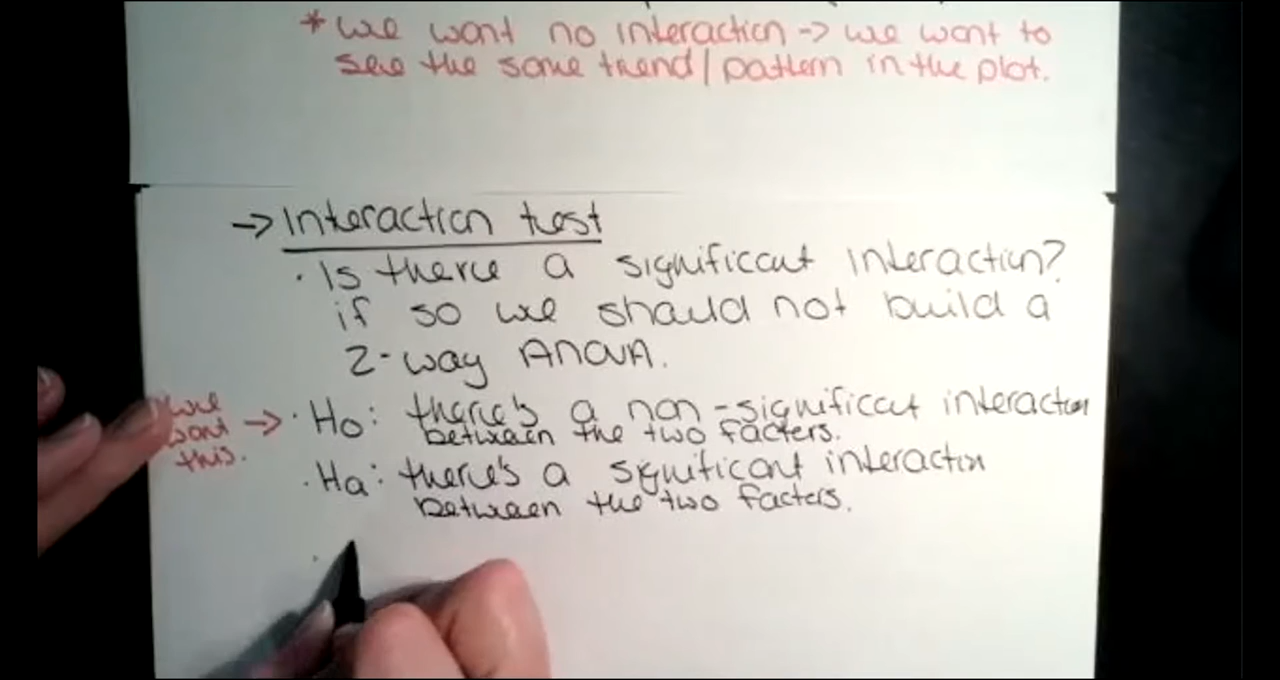 *we want no interaction -> we want to
see the same trend/pattern in the plot.
-> Interaction test
· Is there a significant interaction?
if so we should not build a
2-way ANOVA.
we want this. -> · Ho: there's a non-significant interaction
between the two factors.
· Ha: there's a significant interaction
between the two factors.